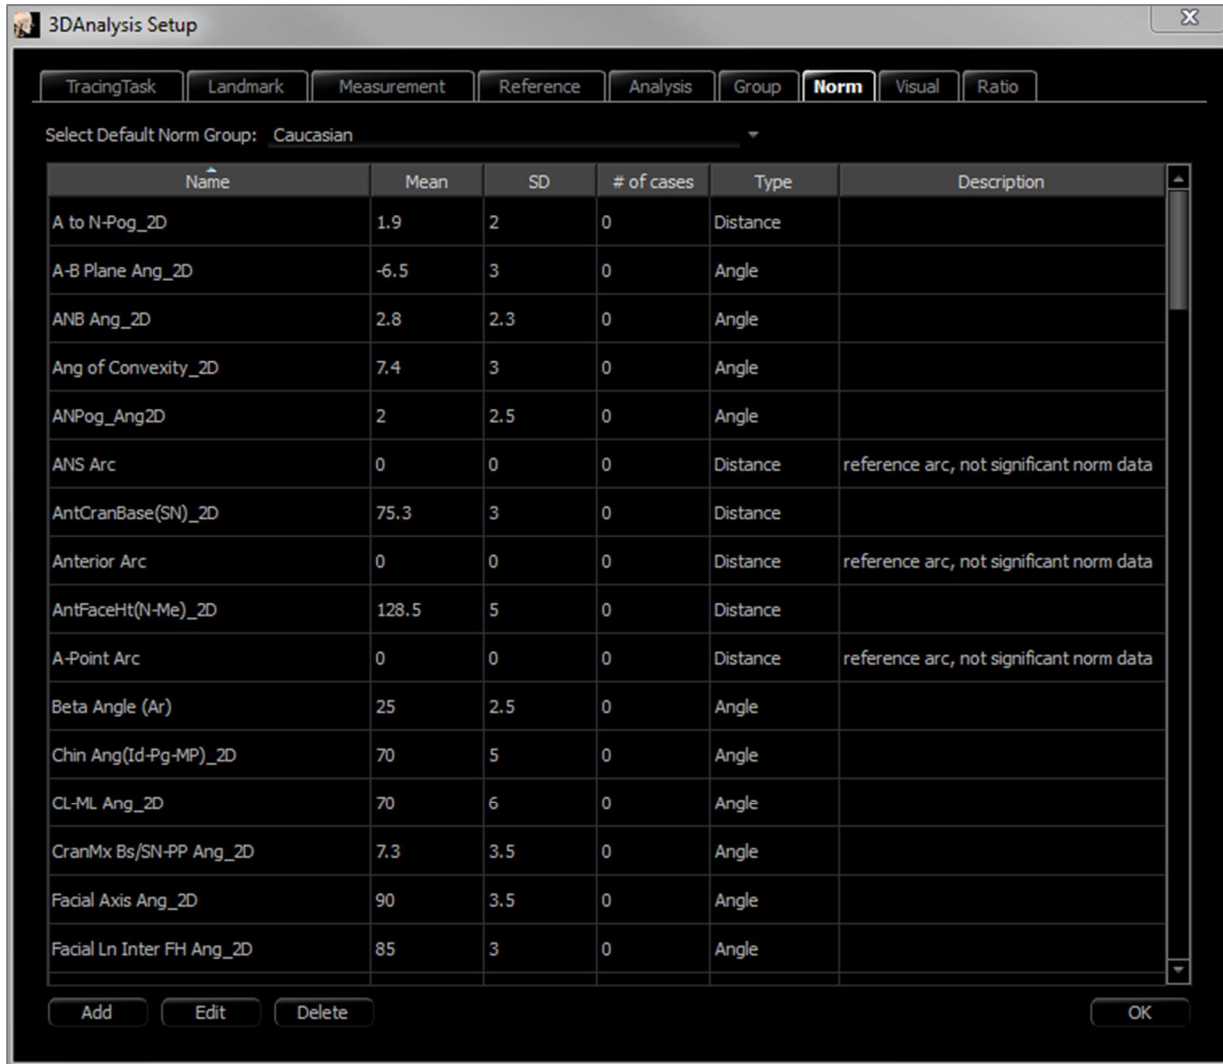 3DAnalysis Setup
TracingTask Landmark Measurement Reference Analysis Group Norm Visual Ratio
Select Default Norm Group: Caucasian
Name Mean SD # of cases Type Description
A to N-Pog_2D 1.9 2 0 Distance
A-B Plane Ang_2D -6.5 3 0 Angle
ANB Ang_2D 2.8 2.3 0 Angle
Ang of Convexity_2D 7.4 3 0 Angle
ANPog_Ang2D 2 2.5 0 Angle
ANS Arc 0 0 0 Distance reference arc, not significant norm data
AntCranBase(SN)_2D 75.3 3 0 Distance
Anterior Arc 0 0 0 Distance reference arc, not significant norm data
AntFaceHt(N-Me)_2D 128.5 5 0 Distance
A-Point Arc 0 0 0 Distance reference arc, not significant norm data
Beta Angle (Ar) 25 2.5 0 Angle
Chin Ang(Id-Pg-MP)_2D 70 5 0 Angle
CL-ML Ang_2D 70 6 0 Angle
CranMx Bs/SN-PP Ang_2D 7.3 3.5 0 Angle
Facial Axis Ang_2D 90 3.5 0 Angle
Facial Ln Inter FH Ang_2D 85 3 0 Angle
Add Edit Delete OK